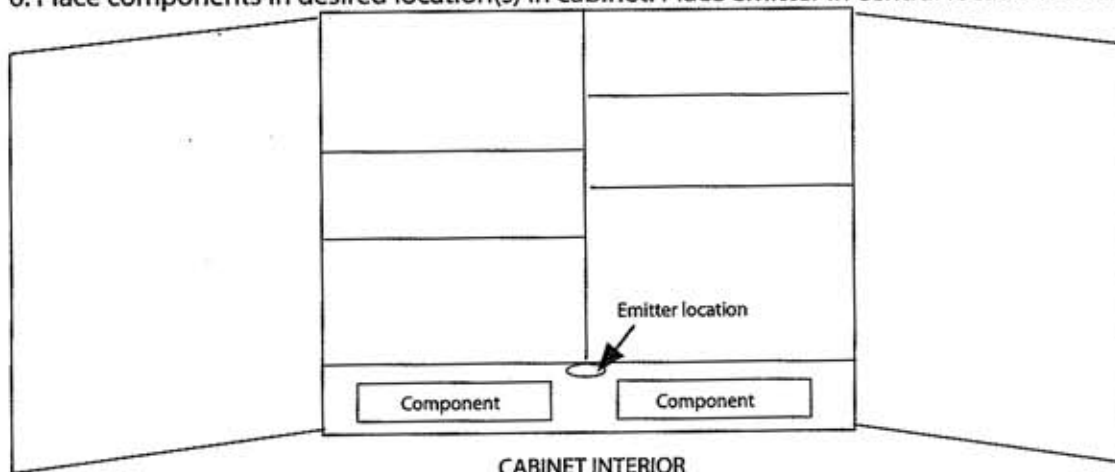 6. Place components in desired location(s) in cabinet. Place emitter in
Emitter location
Component
Component
CABINET INTERIOR